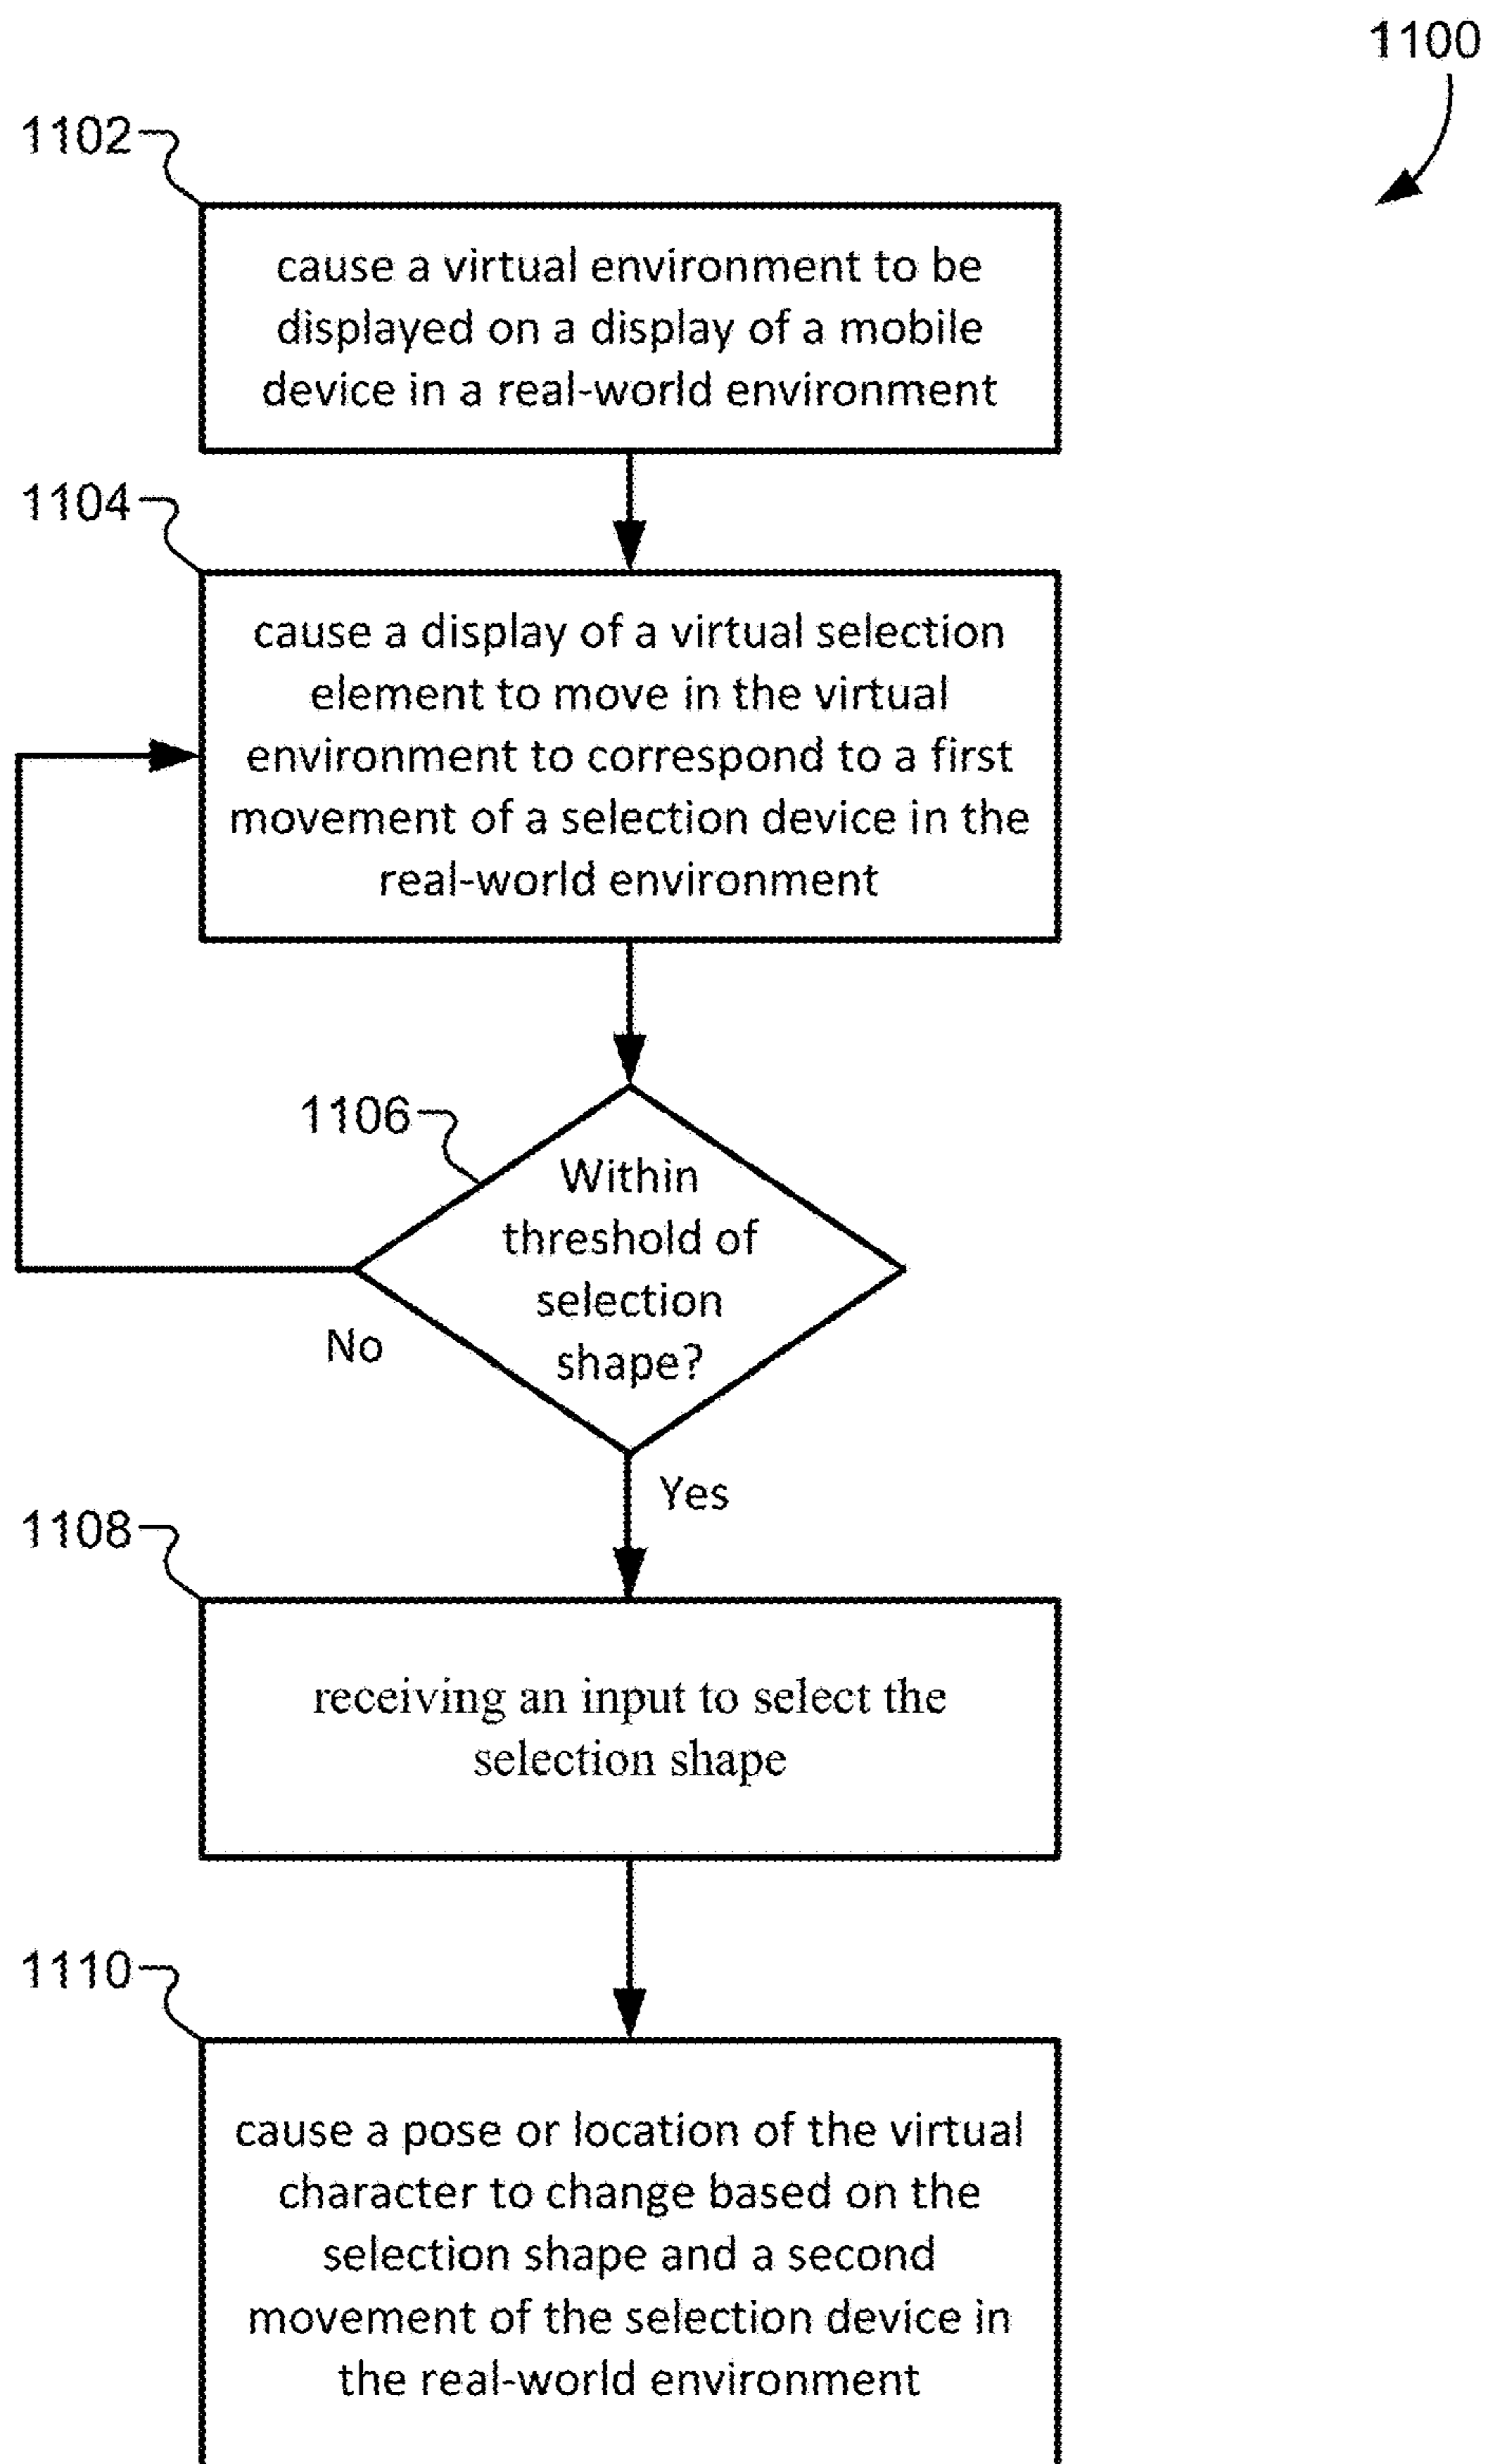 1100
1102
cause a virtual environment to be
displayed on a display of a mobile
device in a real-world environment
1104
cause a display of a virtual selection
element to move in the virtual
environment to correspond to a first
movement of a selection device in the
real-world environment
1106
Within
threshold of
selection
shape?
No
Yes
1108
receiving an input to select the
selection shape
1110
cause a pose or location of the virtual
character to change based on the
selection shape and a second
movement of the selection device in
the real-world environment